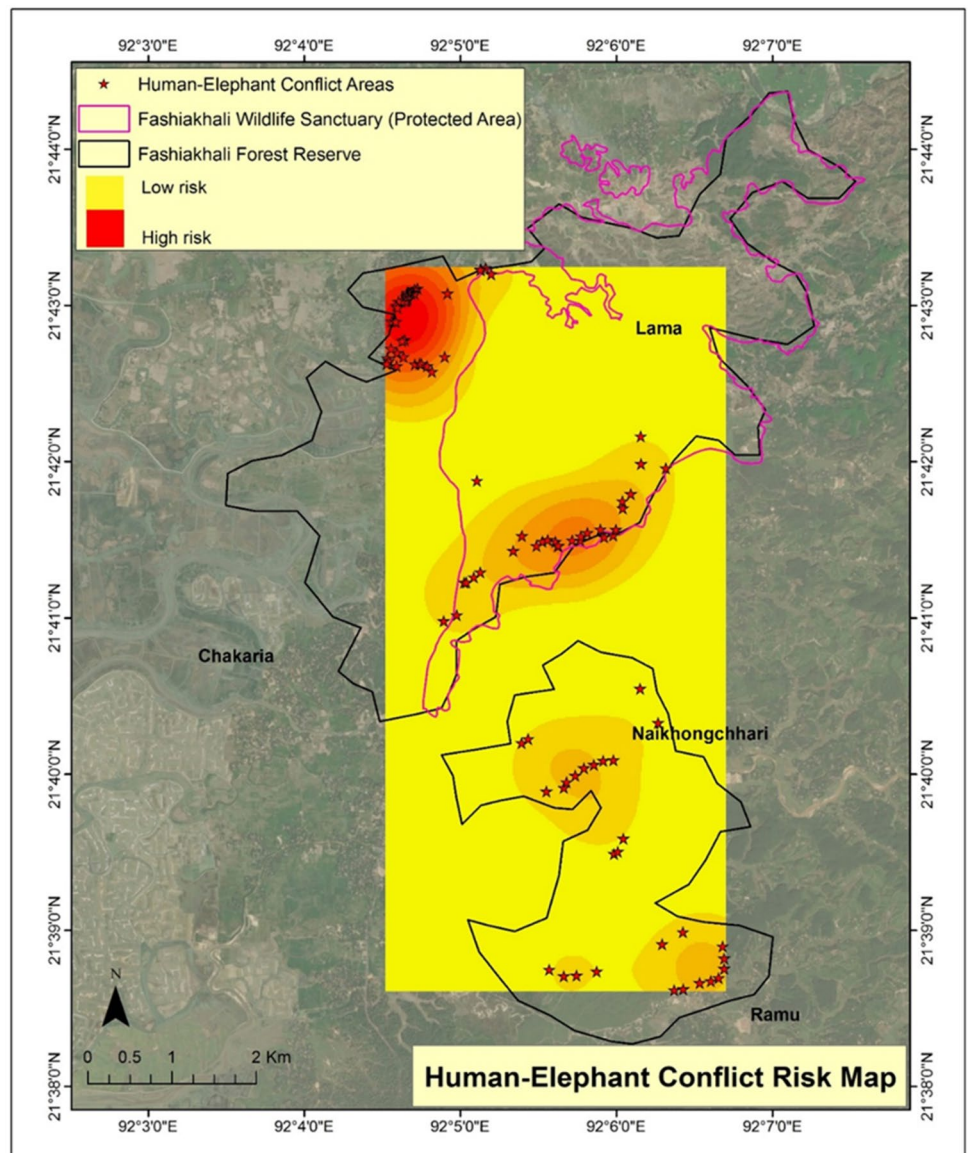 92°3'0"E 92°4'0"E 92°5'0"E 92°6'0"E 92°7'0"E
Human-Elephant Conflict Areas
Fashiakhali Wildlife Sanctuary (Protected Area)
Fashiakhali Forest Reserve
Low risk
High risk
21°44'0"N 21°44'0"N
21°43'0"N 21°43'0"N
Lama
21°42'0"N 21°42'0"N
21°41'0"N 21°41'0"N
Chakaria
Naikhongchhari
21°40'0"N 21°40'0"N
21°39'0"N 21°39'0"N
N
Ramu
0 0.5 1 2 Km
Human-Elephant Conflict Risk Map
21°38'0"N 21°38'0"N
92°3'0"E 92°4'0"E 92°5'0"E 92°6'0"E 92°7'0"E